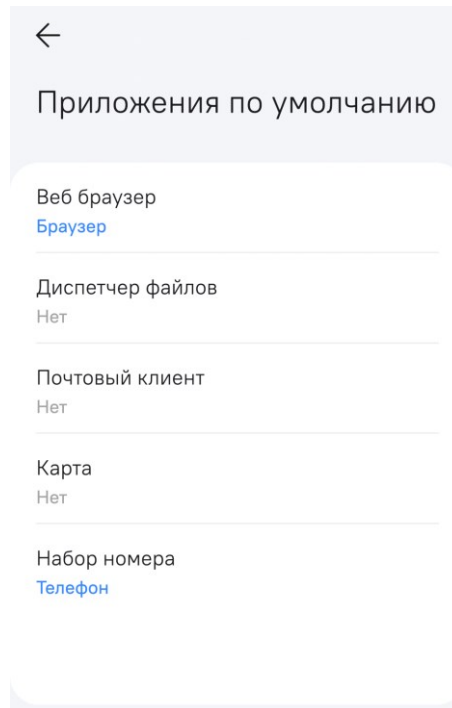 Приложения по умолчанию
Веб браузер
Браузер
Диспетчер файлов
Нет
Почтовый клиент
Нет
Карта
Нет
Набор номера
Телефон